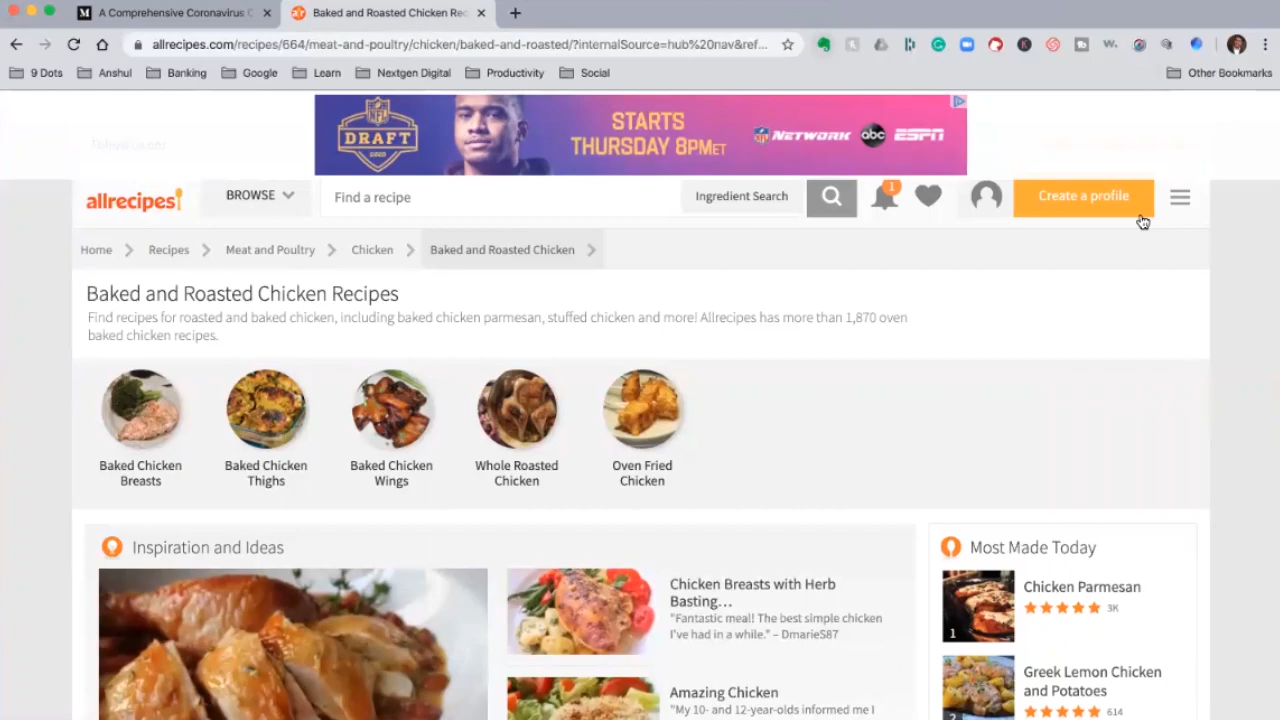 A Comprehensive Coronavirus C
Baked and Roasted Chicken Rec
allrecipes.com/recipes/664/meat-and-poultry/chicken/baked-and-roasted/?internalSource=hub%20nav&ref...
9 Dots
Anshul
Banking
Google
Learn
Nextgen Digital
Productivity
Social
Other Bookmarks
NFL
DRAFT
STARTS
THURSDAY 8PM ET
NFL NETWORK abc ESPN
allrecipes
BROWSE
Find a recipe
Ingredient Search
1
Create a profile
Home
Recipes
Meat and Poultry
Chicken
Baked and Roasted Chicken
Baked and Roasted Chicken Recipes
Find recipes for roasted and baked chicken, including baked chicken parmesan, stuffed chicken and more! Allrecipes has more than 1,870 oven
baked chicken recipes.
Baked Chicken
Breasts
Baked Chicken
Thighs
Baked Chicken
Wings
Whole Roasted
Chicken
Oven Fried
Chicken
Inspiration and Ideas
Chicken Breasts with Herb
Basting…
"Fantastic meal! The best simple chicken
I've had in a while." – DmarieS87
Amazing Chicken
"My 10- and 12-year-olds informed me I
Most Made Today
1
Chicken Parmesan
3K
2
Greek Lemon Chicken
and Potatoes
614